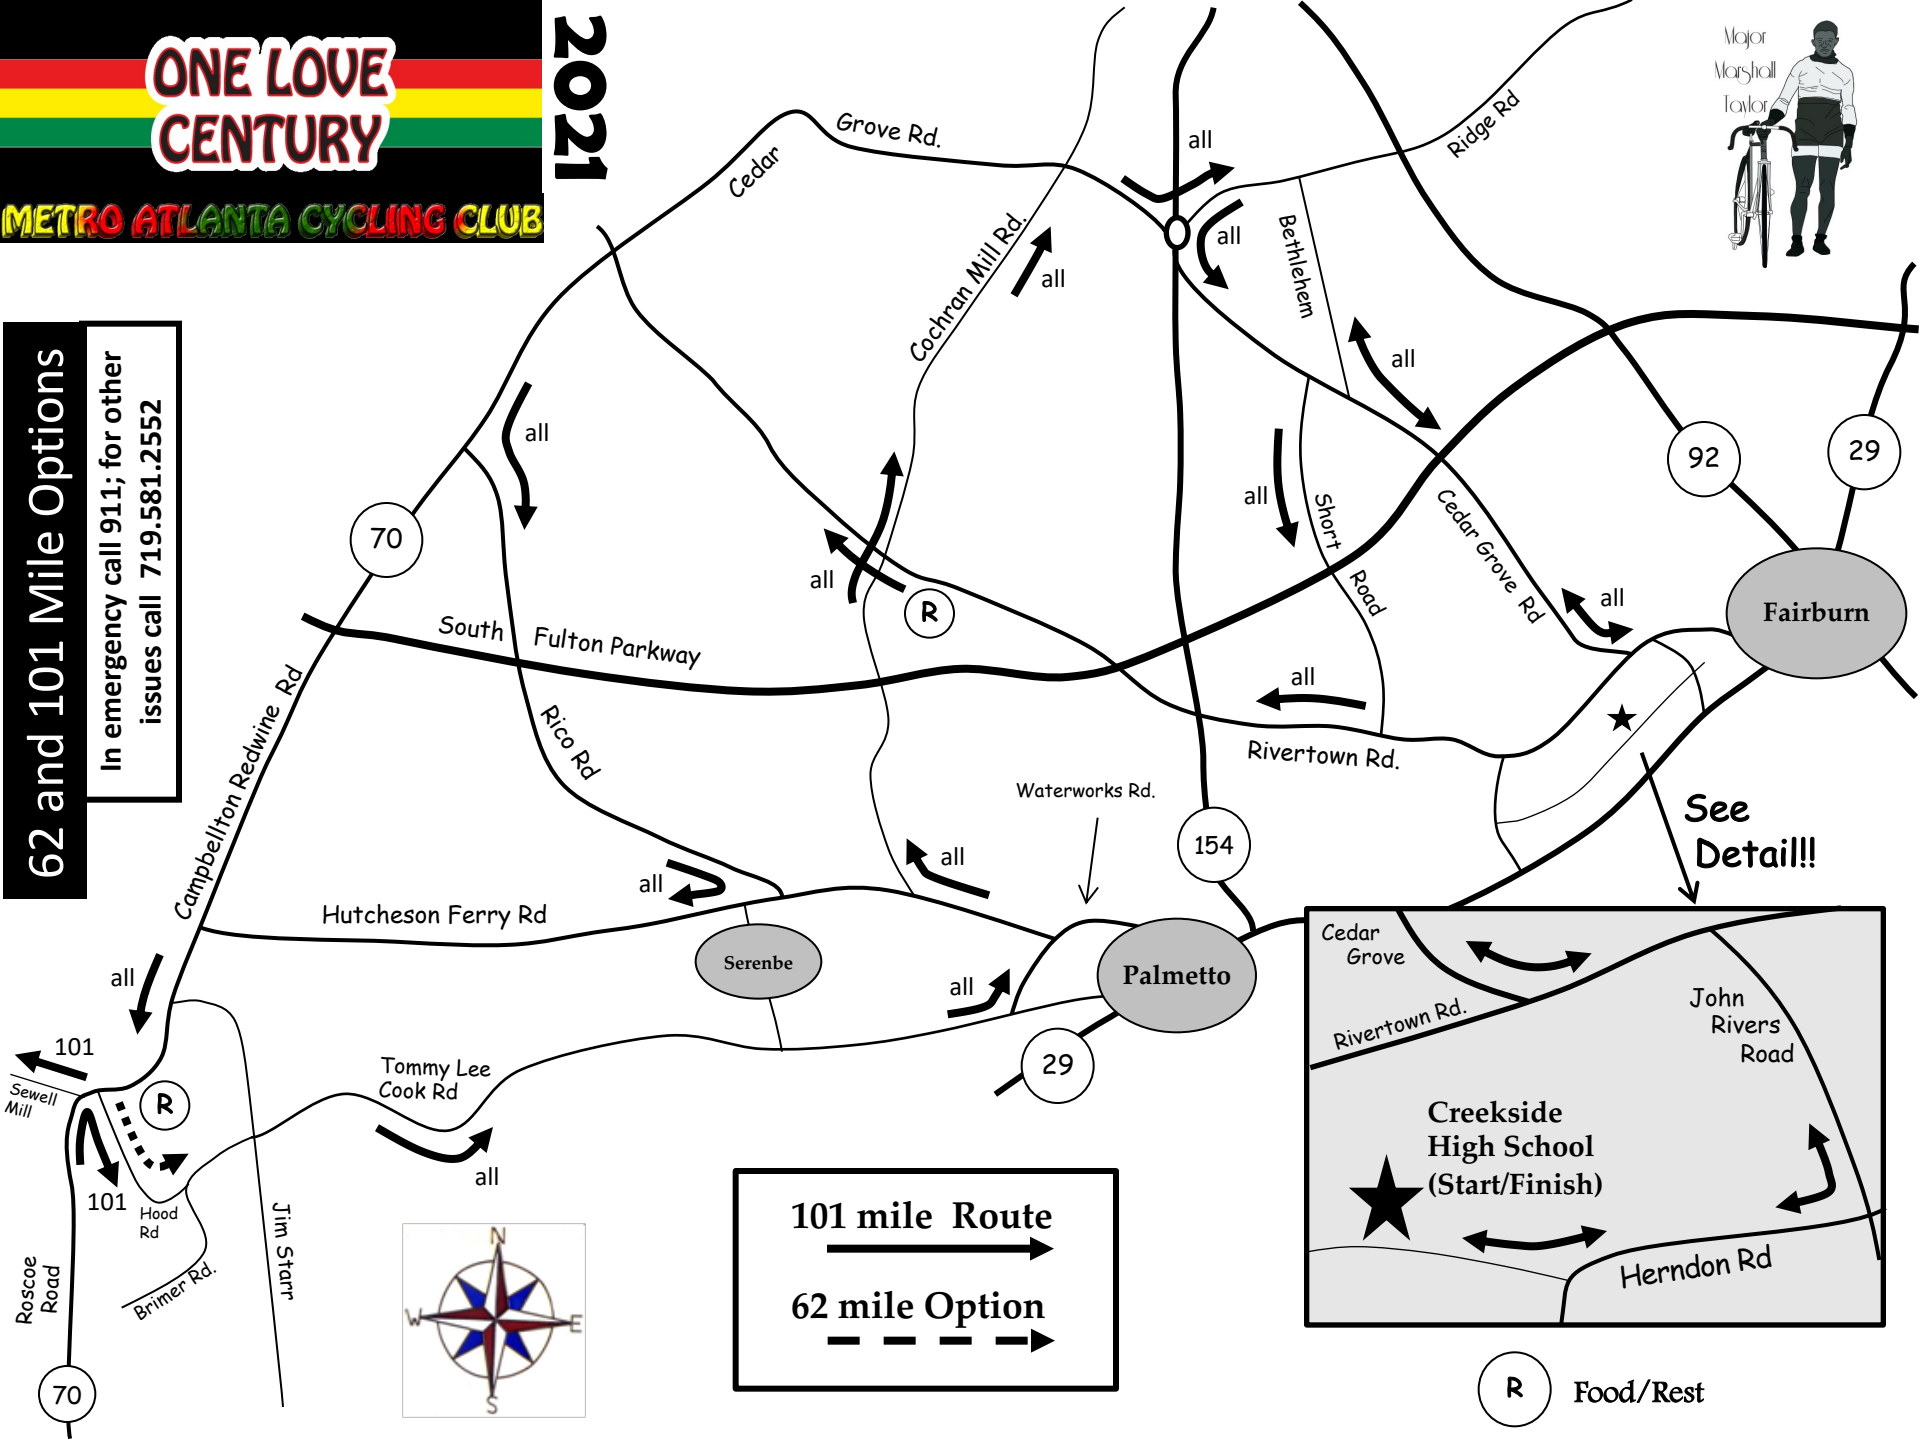 ONE LOVE
CENTURY
METRO ATLANTA CYCLING CLUB
2021
Major
Marshall
Taylor
62 and 101 Mile Options
In emergency call 911; for other
issues call 719.581.2552
Cedar
Grove Rd.
all
Ridge Rd
all
Bethlehem
Cochran Mill Rd.
all
all
all
92
29
70
all
Short
Road
Cedar Grove Rd
all
all
R
Fairburn
South
Fulton Parkway
all
Rivertown Rd.
Campbellton Redwine Rd
Rico Rd
Waterworks Rd.
154
See
Detail!!
all
all
Hutcheson Ferry Rd
Serenbe
Palmetto
all
all
29
101
Sewell
Mill
R
Tommy Lee
Cook Rd
all
101
Hood
Rd
Jim Starr
Brimer Rd.
Roscoe
Road
70
N
W
E
S
101 mile Route
62 mile Option
Cedar
Grove
Rivertown Rd.
John
Rivers
Road
Creekside
High School
(Start/Finish)
Herndon Rd
R
Food/Rest